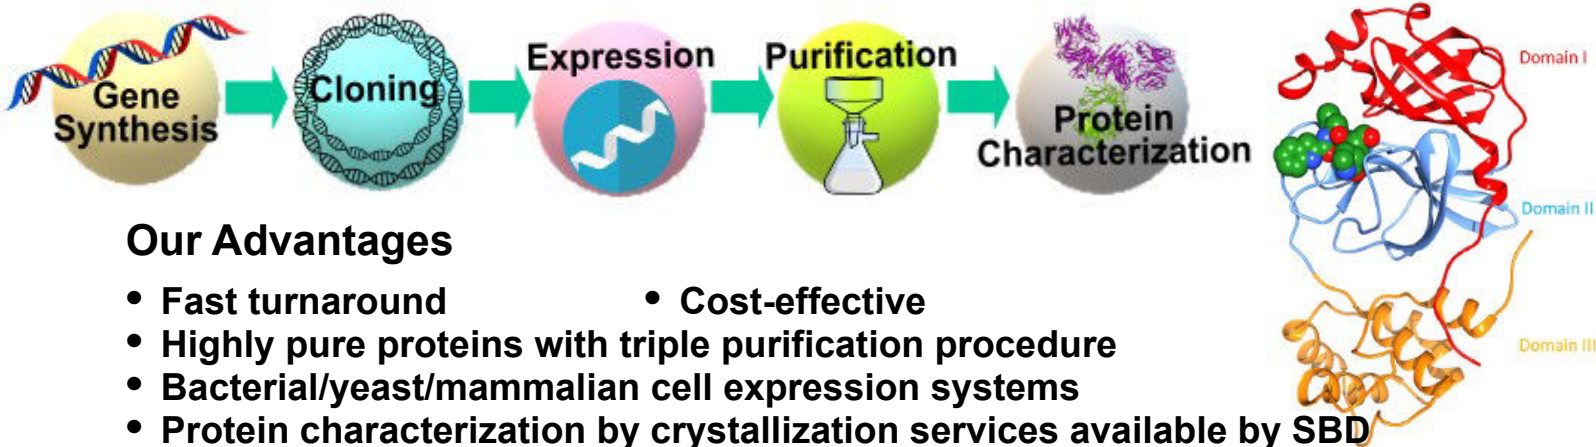 Gene
Synthesis
Cloning
Expression
Purification
Protein
Characterization
Domain I
Domain II
Domain III
Our Advantages
• Fast turnaround • Cost-effective
• Highly pure proteins with triple purification procedure
• Bacterial/yeast/mammalian cell expression systems
• Protein characterization by crystallization services available by SBD